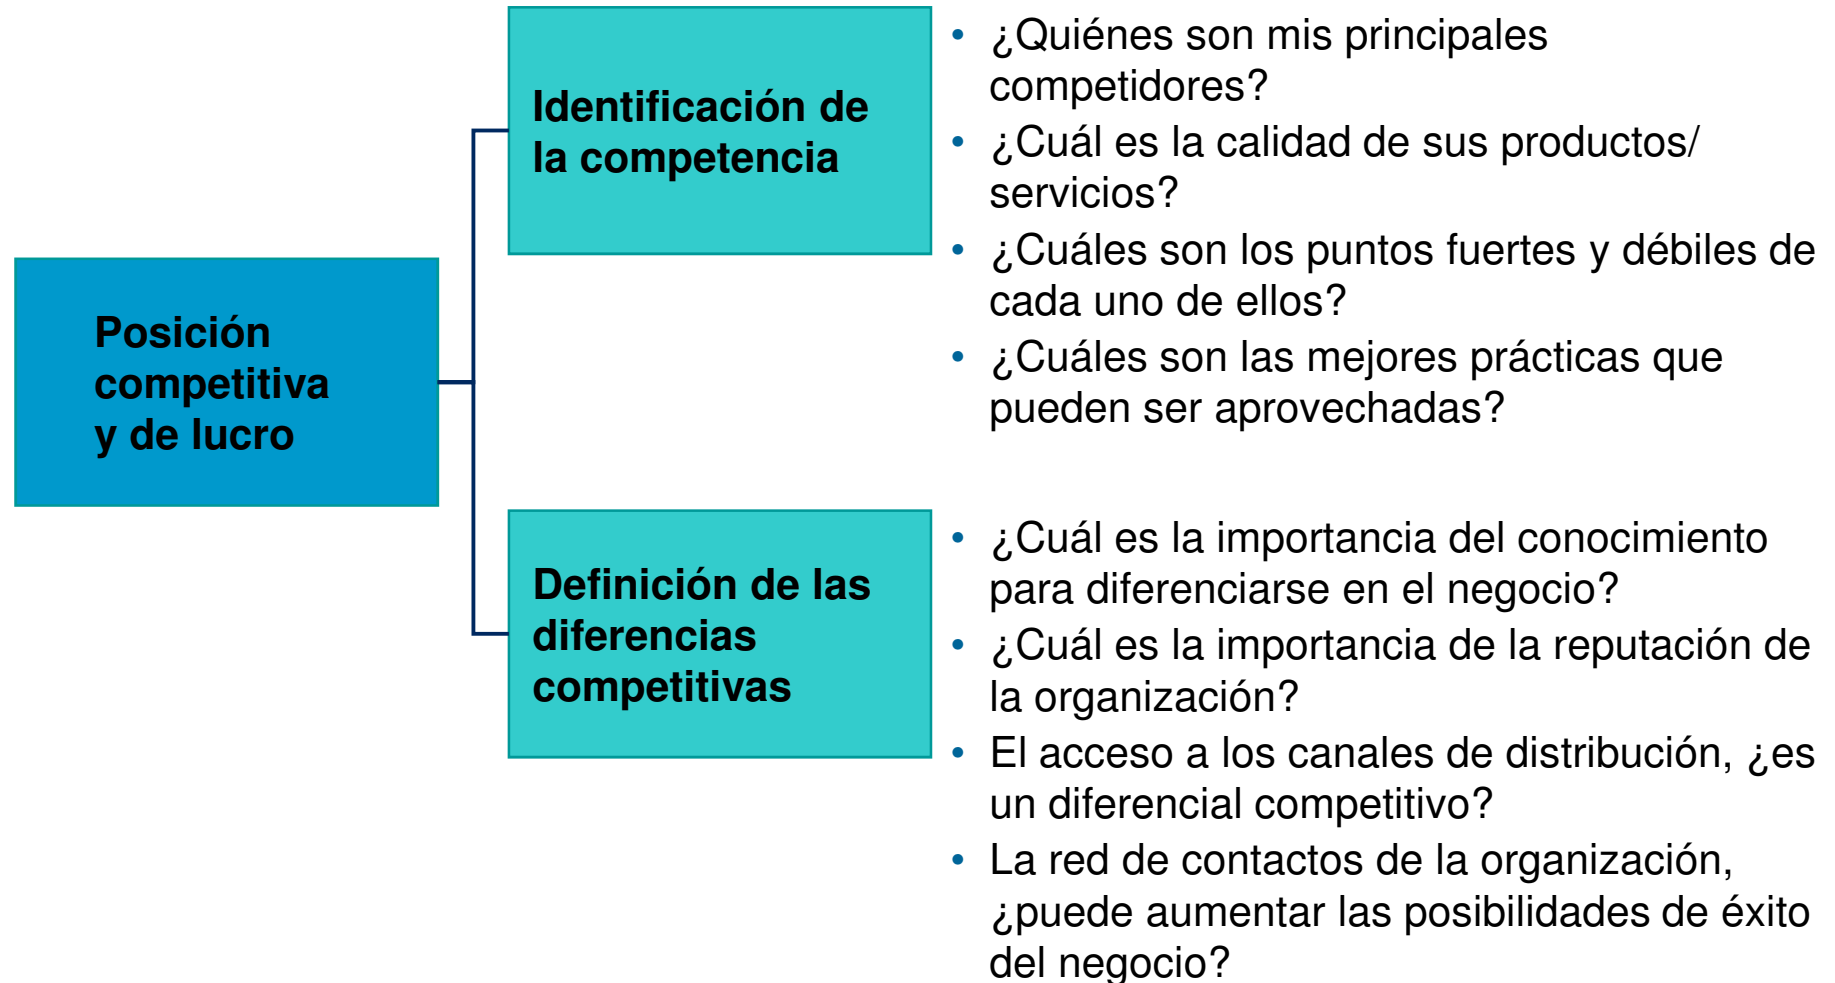 Posición
competitiva
y de lucro
Identificación de
la competencia
• ¿Quiénes son mis principales
competidores?
• ¿Cuál es la calidad de sus productos/
servicios?
• ¿Cuáles son los puntos fuertes y débiles de
cada uno de ellos?
• ¿Cuáles son las mejores prácticas que
pueden ser aprovechadas?
Definición de las
diferencias
competitivas
• ¿Cuál es la importancia del conocimiento
para diferenciarse en el negocio?
• ¿Cuál es la importancia de la reputación de
la organización?
• El acceso a los canales de distribución, ¿es
un diferencial competitivo?
• La red de contactos de la organización,
¿puede aumentar las posibilidades de éxito
del negocio?